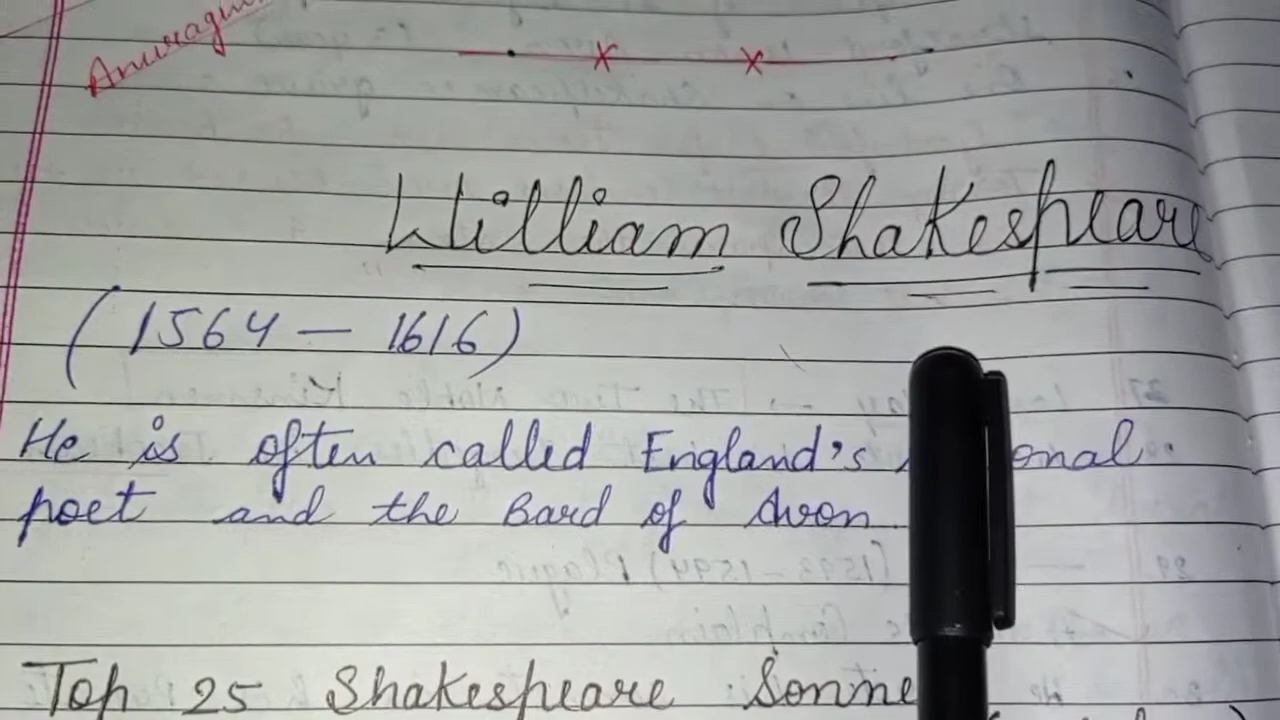 William Shakespeare
(1564 — 1616)
He is often called England's onal
poet and the Bard of Avon.
Top 25 Shakespeare Sonne